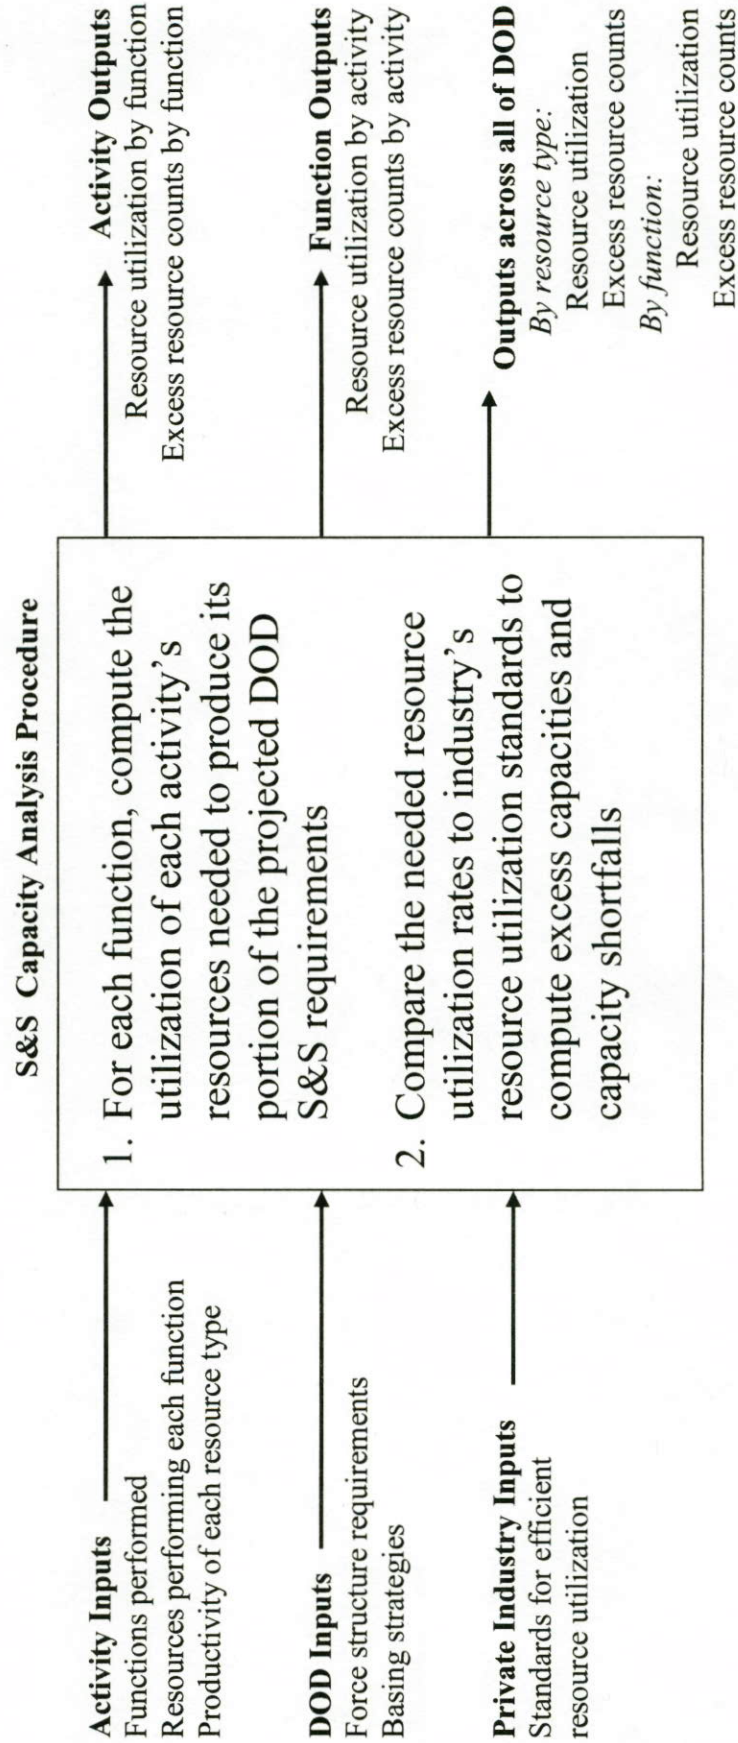 S&S Capacity Analysis Procedure
Activity Inputs
Functions performed
Resources performing each function
Productivity of each resource type
DOD Inputs
Force structure requirements
Basing strategies
Private Industry Inputs
Standards for efficient
resource utilization
1. For each function, compute the
utilization of each activity's
resources needed to produce its
portion of the projected DOD
S&S requirements
2. Compare the needed resource
utilization rates to industry's
resource utilization standards to
compute excess capacities and
capacity shortfalls
Activity Outputs
Resource utilization by function
Excess resource counts by function
Function Outputs
Resource utilization by activity
Excess resource counts by activity
Outputs across all of DOD
By resource type:
Resource utilization
Excess resource counts
By function:
Resource utilization
Excess resource counts